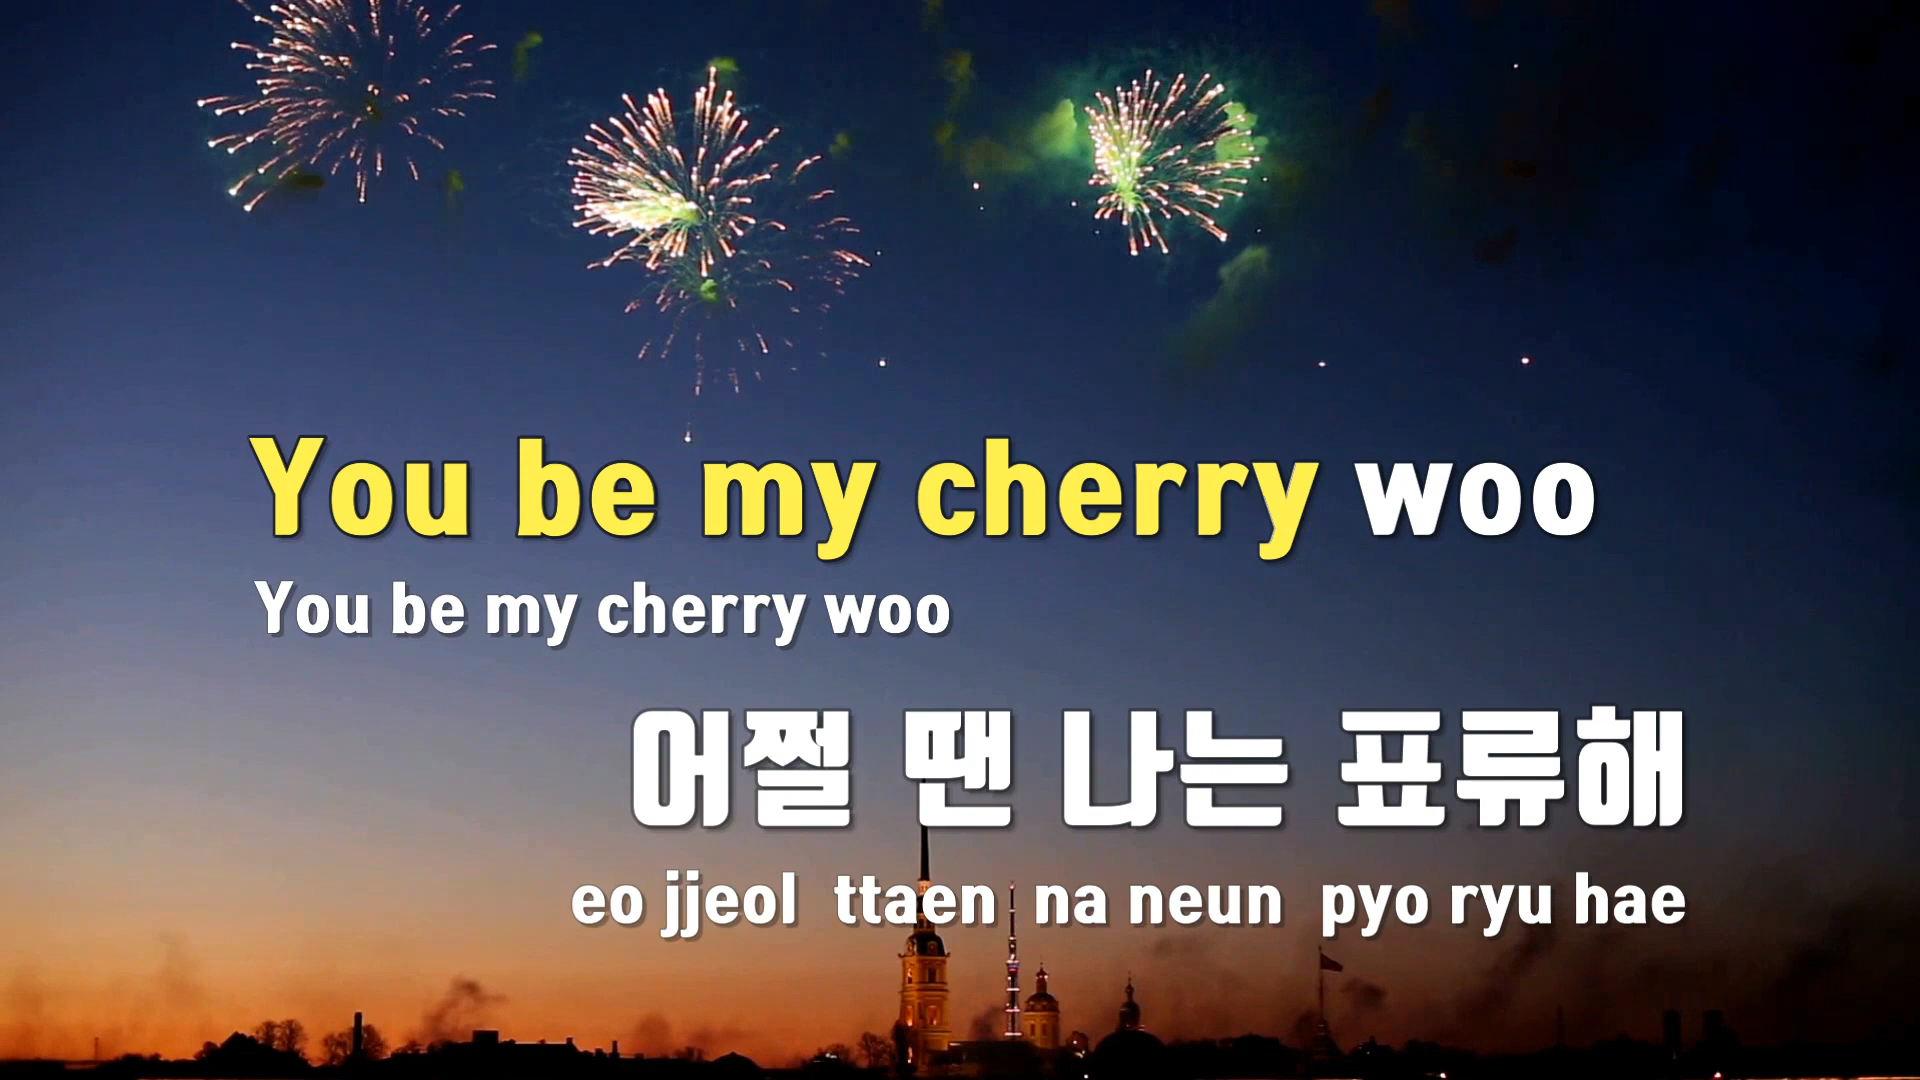 You be my cherry woo
You be my cherry woo
어쩔 땐 나는 표류해
eo jjeol ttaen na neun pyo ryu hae